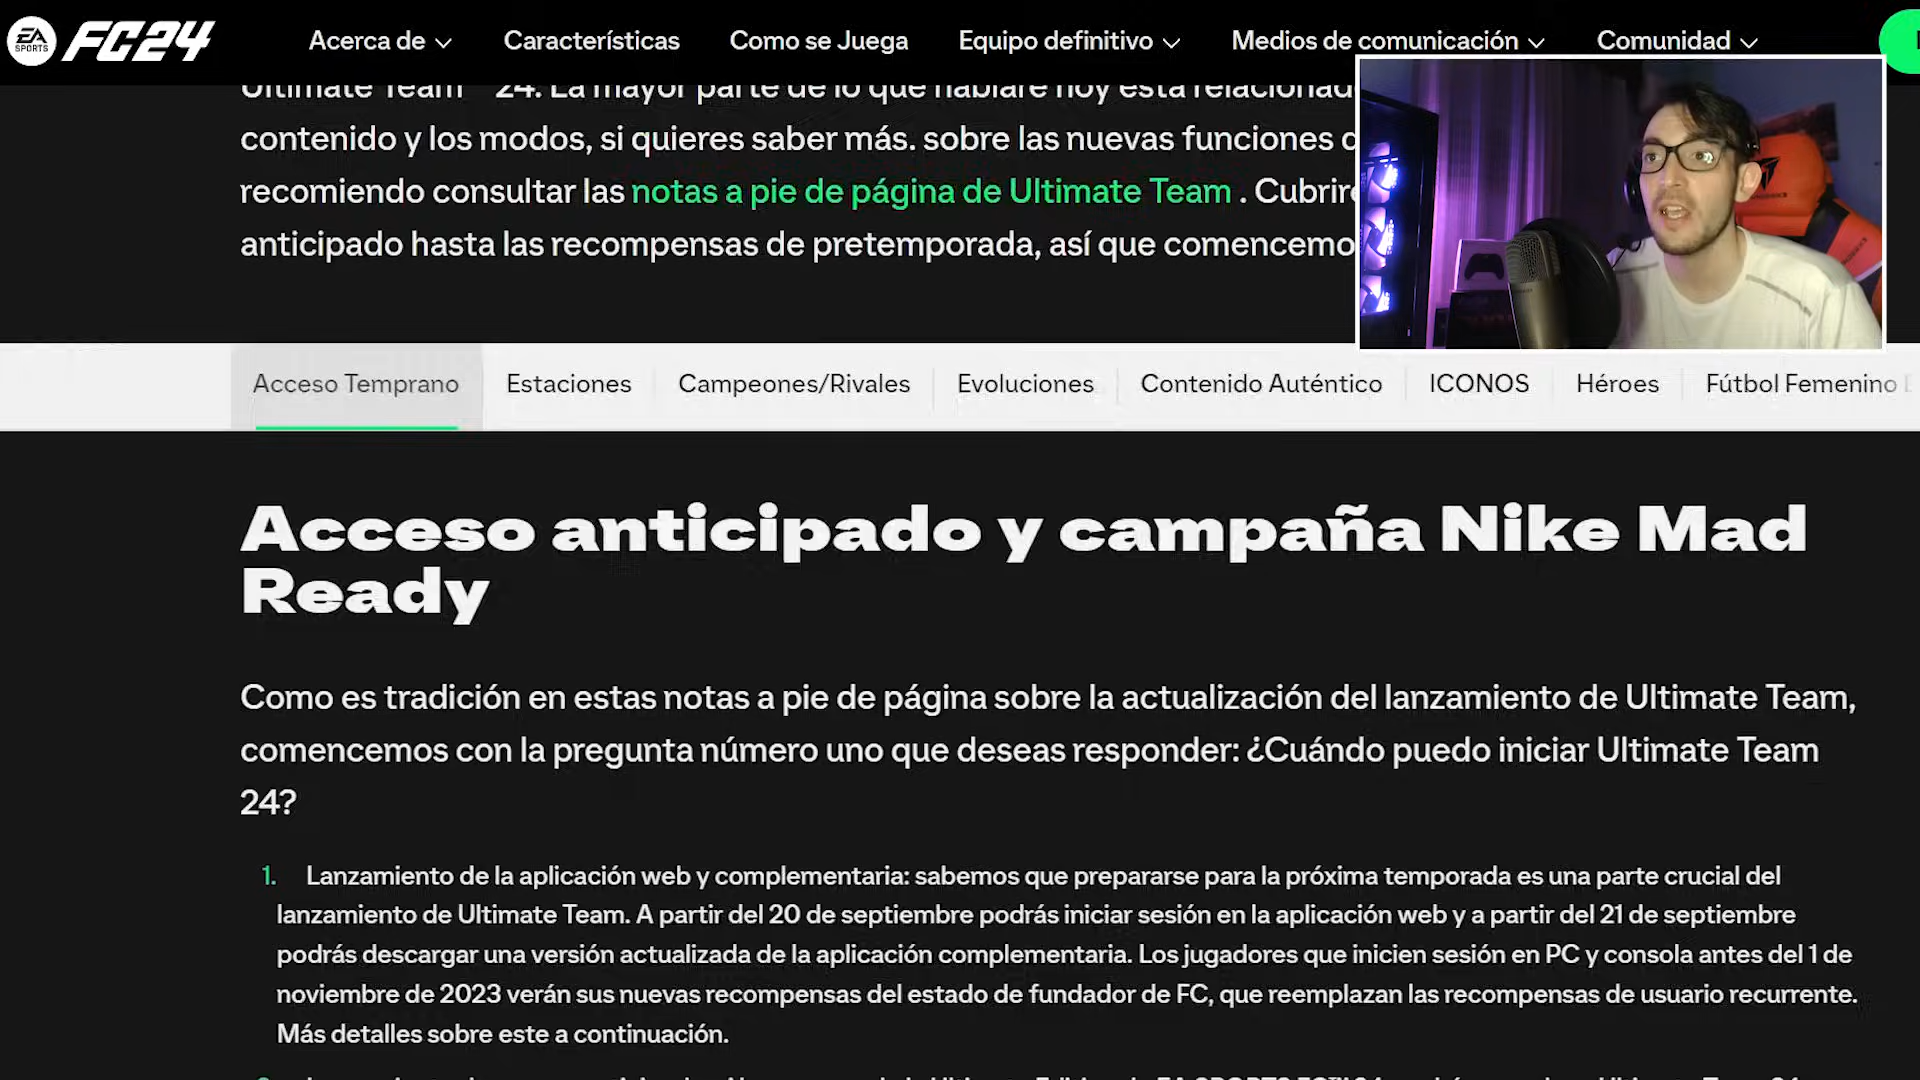 EA SPORTS FC24 Acerca de Características Como se Juega Equipo definitivo Medios de comunicación Comunidad
Ultimate Team 24. La mayor parte de lo que hablaré hoy está relacionado
contenido y los modos, si quieres saber más. sobre las nuevas funciones
recomiendo consultar las notas a pie de página de Ultimate Team . Cubriré
anticipado hasta las recompensas de pretemporada, así que comencemo
Acceso Temprano Estaciones Campeones/Rivales Evoluciones Contenido Auténtico ICONOS Héroes Fútbol Femenino
Acceso anticipado y campaña Nike Mad
Ready
Como es tradición en estas notas a pie de página sobre la actualización del lanzamiento de Ultimate Team,
comencemos con la pregunta número uno que deseas responder: ¿Cuándo puedo iniciar Ultimate Team
24?
1. Lanzamiento de la aplicación web y complementaria: sabemos que prepararse para la próxima temporada es una parte crucial del
lanzamiento de Ultimate Team. A partir del 20 de septiembre podrás iniciar sesión en la aplicación web y a partir del 21 de septiembre
podrás descargar una versión actualizada de la aplicación complementaria. Los jugadores que inicien sesión en PC y consola antes del 1 de
noviembre de 2023 verán sus nuevas recompensas del estado de fundador de FC, que reemplazan las recompensas de usuario recurrente.
Más detalles sobre este a continuación.